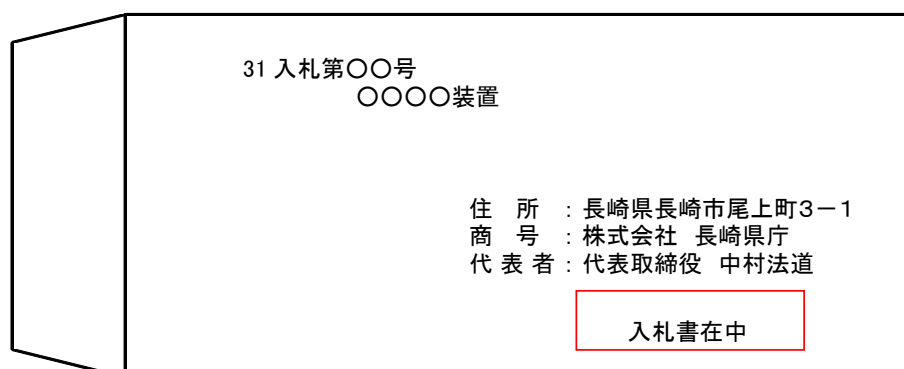 31 入札第〇〇号
〇〇〇〇装置
住　所　：長崎県長崎市尾上町３－１
商　号　：株式会社　長崎県庁
代 表 者：代表取締役　中村法道
入札書在中